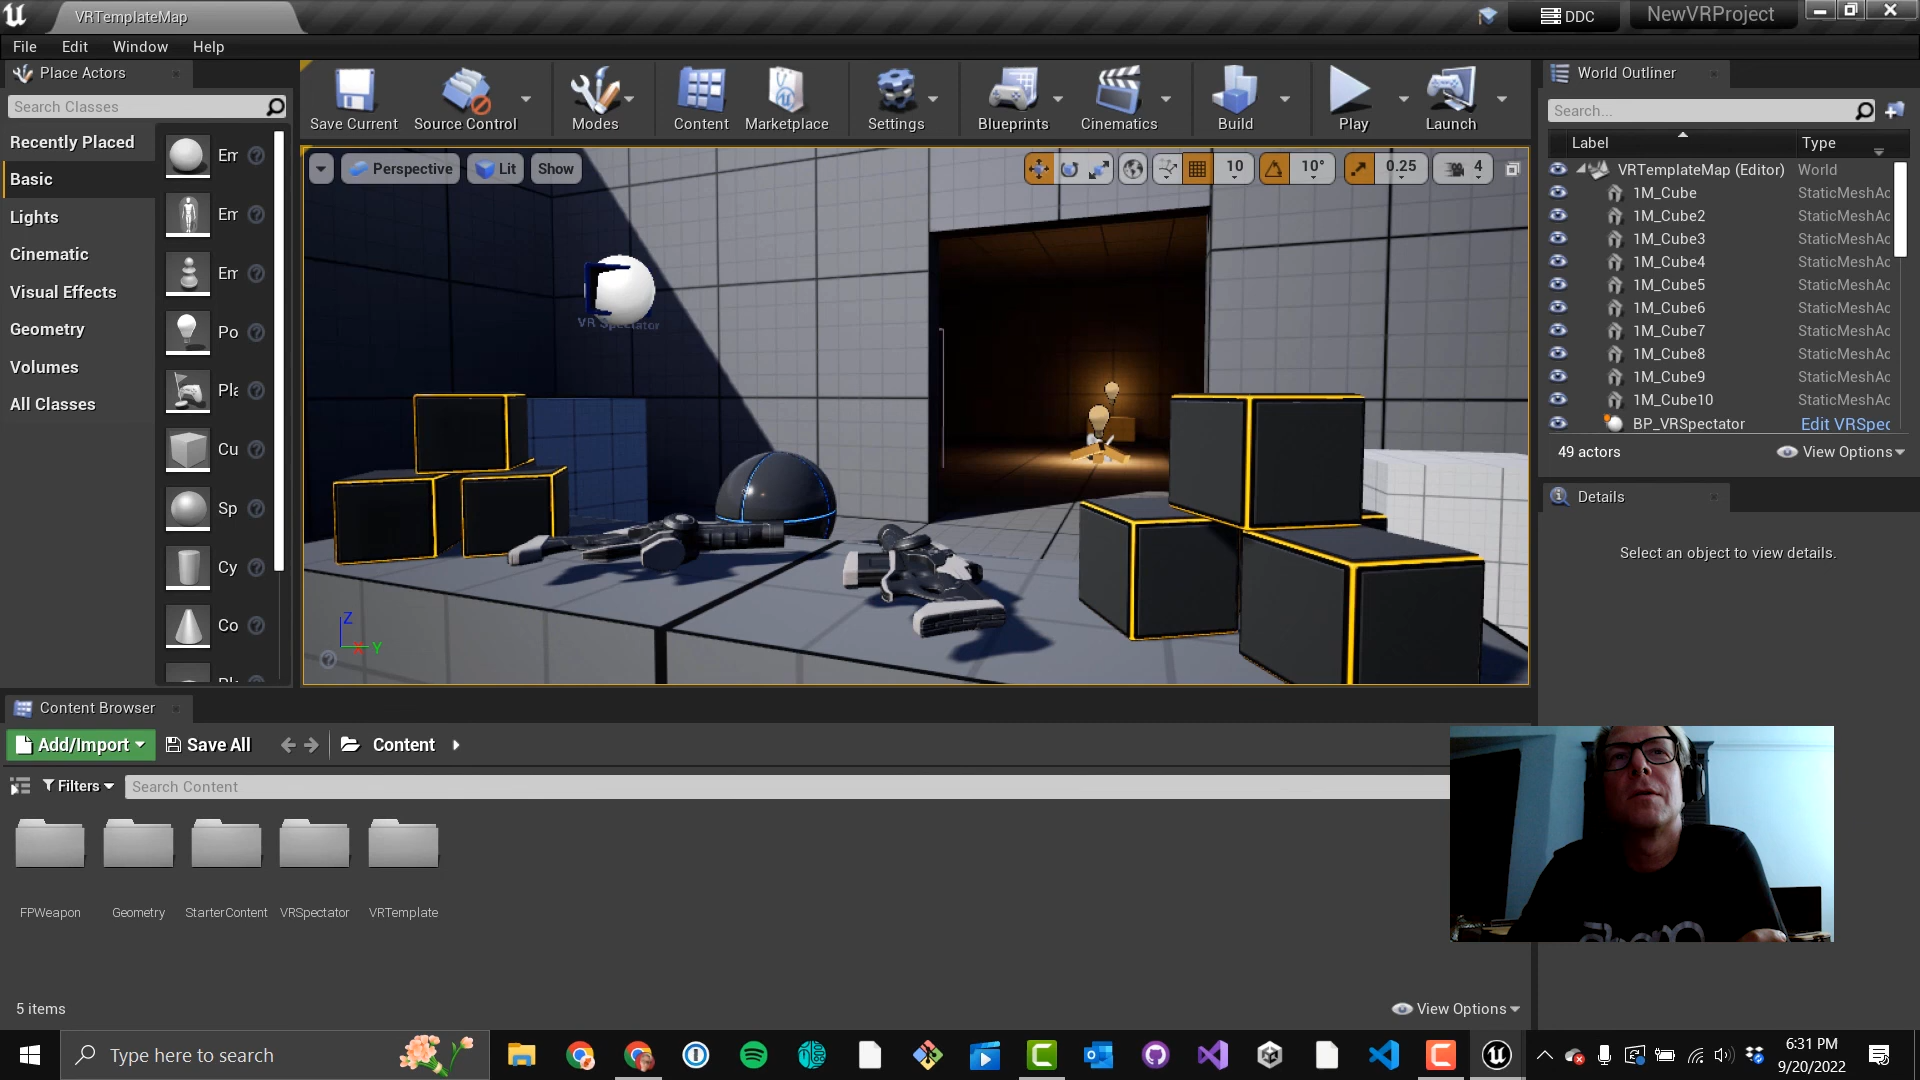 VRTemplateMap
DDC
NewVRProject
File Edit Window Help
Place Actors
Search Classes
Recently Placed
Basic
Lights
Cinematic
Visual Effects
Geometry
Volumes
All Classes
Em
Em
Em
Po
Pla
Cu
Sp
Cy
Co
Save Current
Source Control
Modes
Content
Marketplace
Settings
Blueprints
Cinematics
Build
Play
Launch
Perspective
Lit
Show
10
10°
0.25
4
VR Spectator
Z
X
Y
World Outliner
Search...
Label Type
VRTemplateMap (Editor) World
1M_Cube StaticMeshAc
1M_Cube2 StaticMeshAc
1M_Cube3 StaticMeshAc
1M_Cube4 StaticMeshAc
1M_Cube5 StaticMeshAc
1M_Cube6 StaticMeshAc
1M_Cube7 StaticMeshAc
1M_Cube8 StaticMeshAc
1M_Cube9 StaticMeshAc
1M_Cube10 StaticMeshAc
BP_VRSpectator Edit VRSpec
49 actors
View Options
Details
Select an object to view details.
Content Browser
Add/Import
Save All
Content
Filters
Search Content
FPWeapon
Geometry
StarterContent
VRSpectator
VRTemplate
5 items
View Options
Type here to search
6:31 PM
9/20/2022